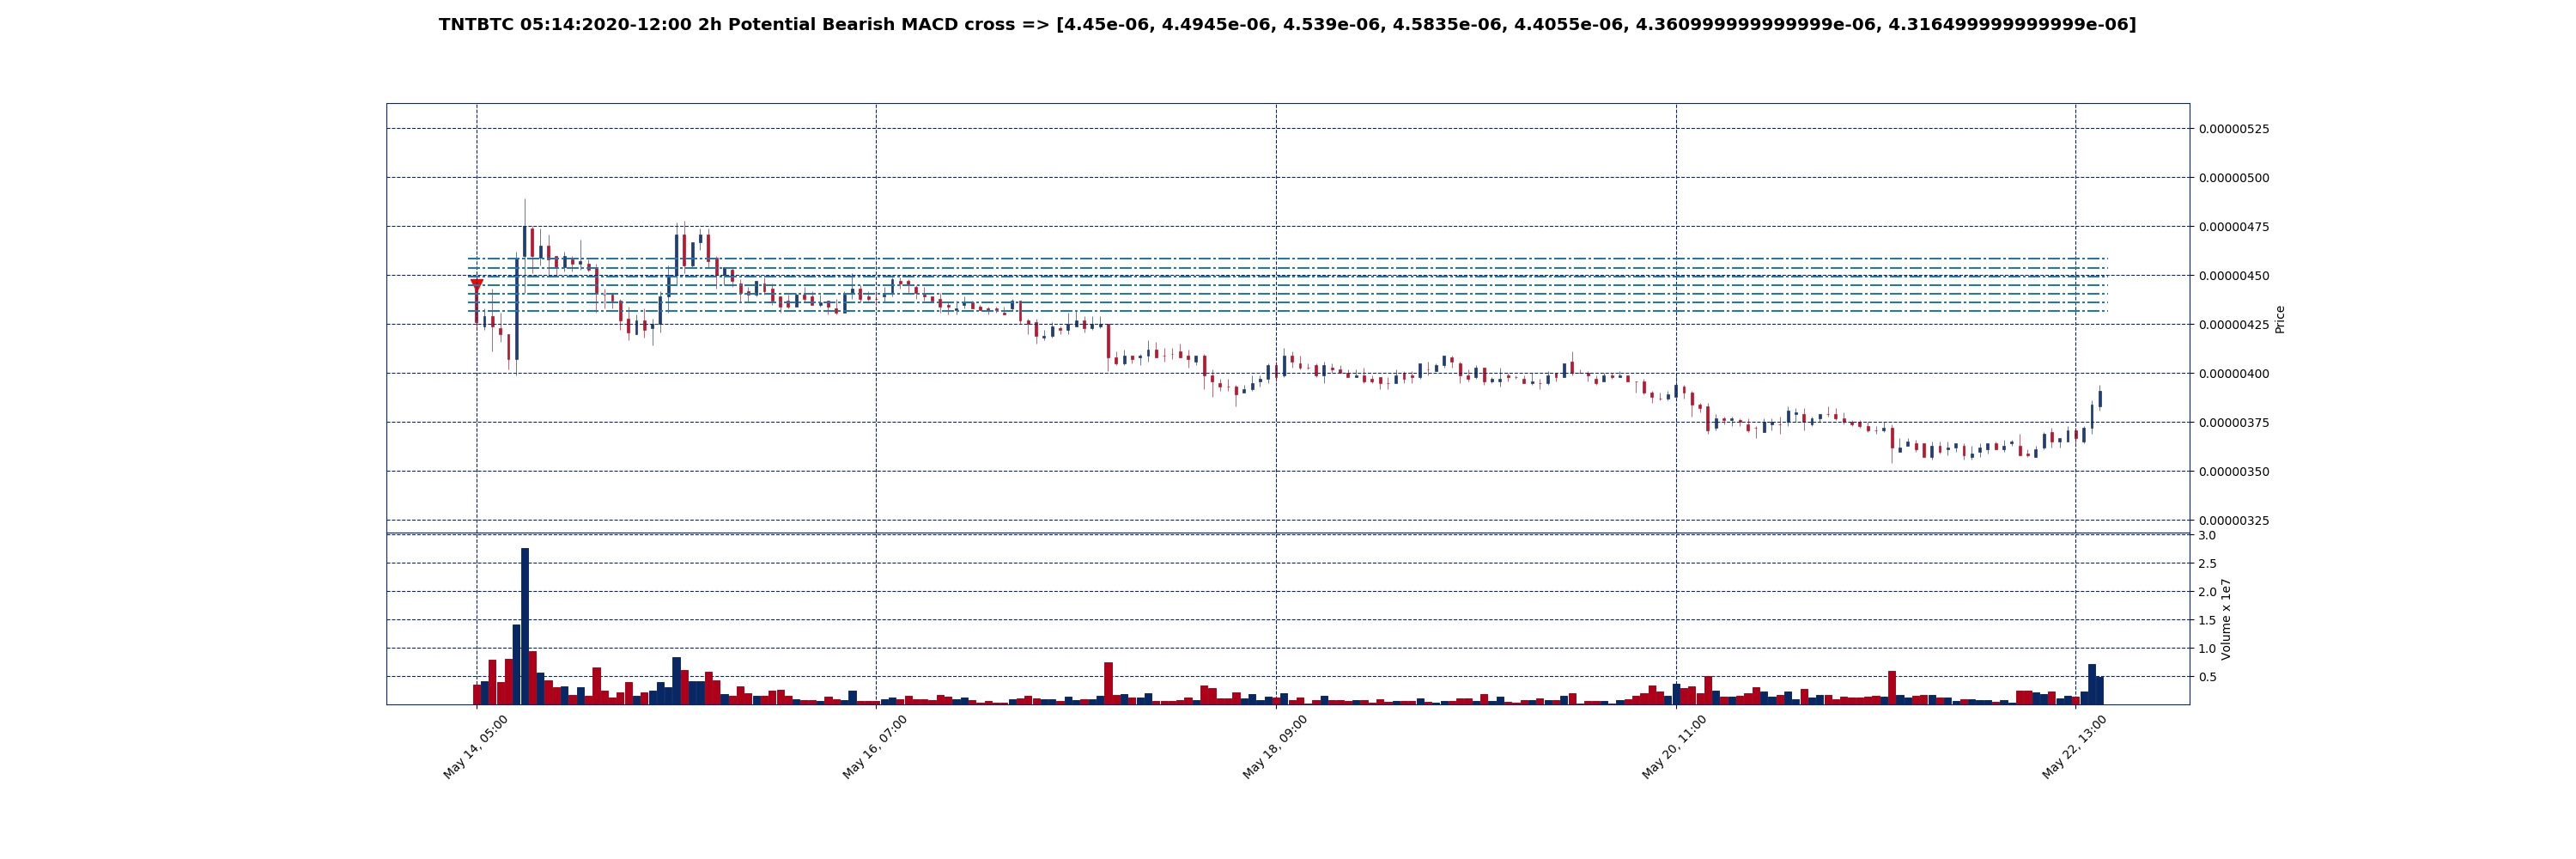 TNTBTC 05:14:2020-12:00 2h Potential Bearish MACD cross => [4.45e-06, 4.4945e-06, 4.539e-06, 4.5835e-06, 4.4055e-06, 4.360999999999999e-06, 4.316499999999999e-06]
0.00000525
0.00000500
0.00000475
0.00000450
0.00000425
0.00000400
0.00000375
0.00000350
0.00000325
Price
3.0
2.5
2.0
1.5
1.0
0.5
Volume x 1e7
May 14, 05:00
May 16, 07:00
May 18, 09:00
May 20, 11:00
May 22, 13:00